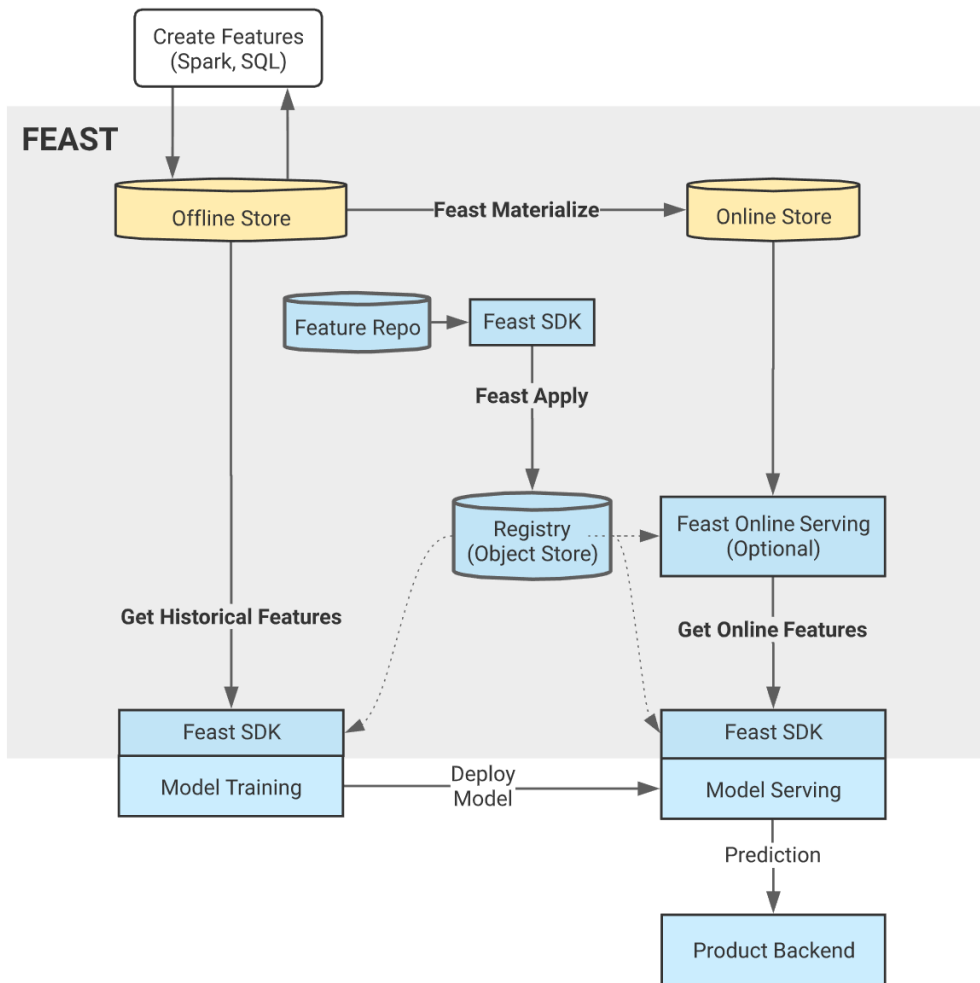 Create Features
(Spark, SQL)
FEAST
Offline Store
Feast Materialize
Online Store
Feature Repo
Feast SDK
Feast Apply
Registry
(Object Store)
Feast Online Serving
(Optional)
Get Historical Features
Get Online Features
Feast SDK
Feast SDK
Model Training
Deploy
Model
Model Serving
Prediction
Product Backend